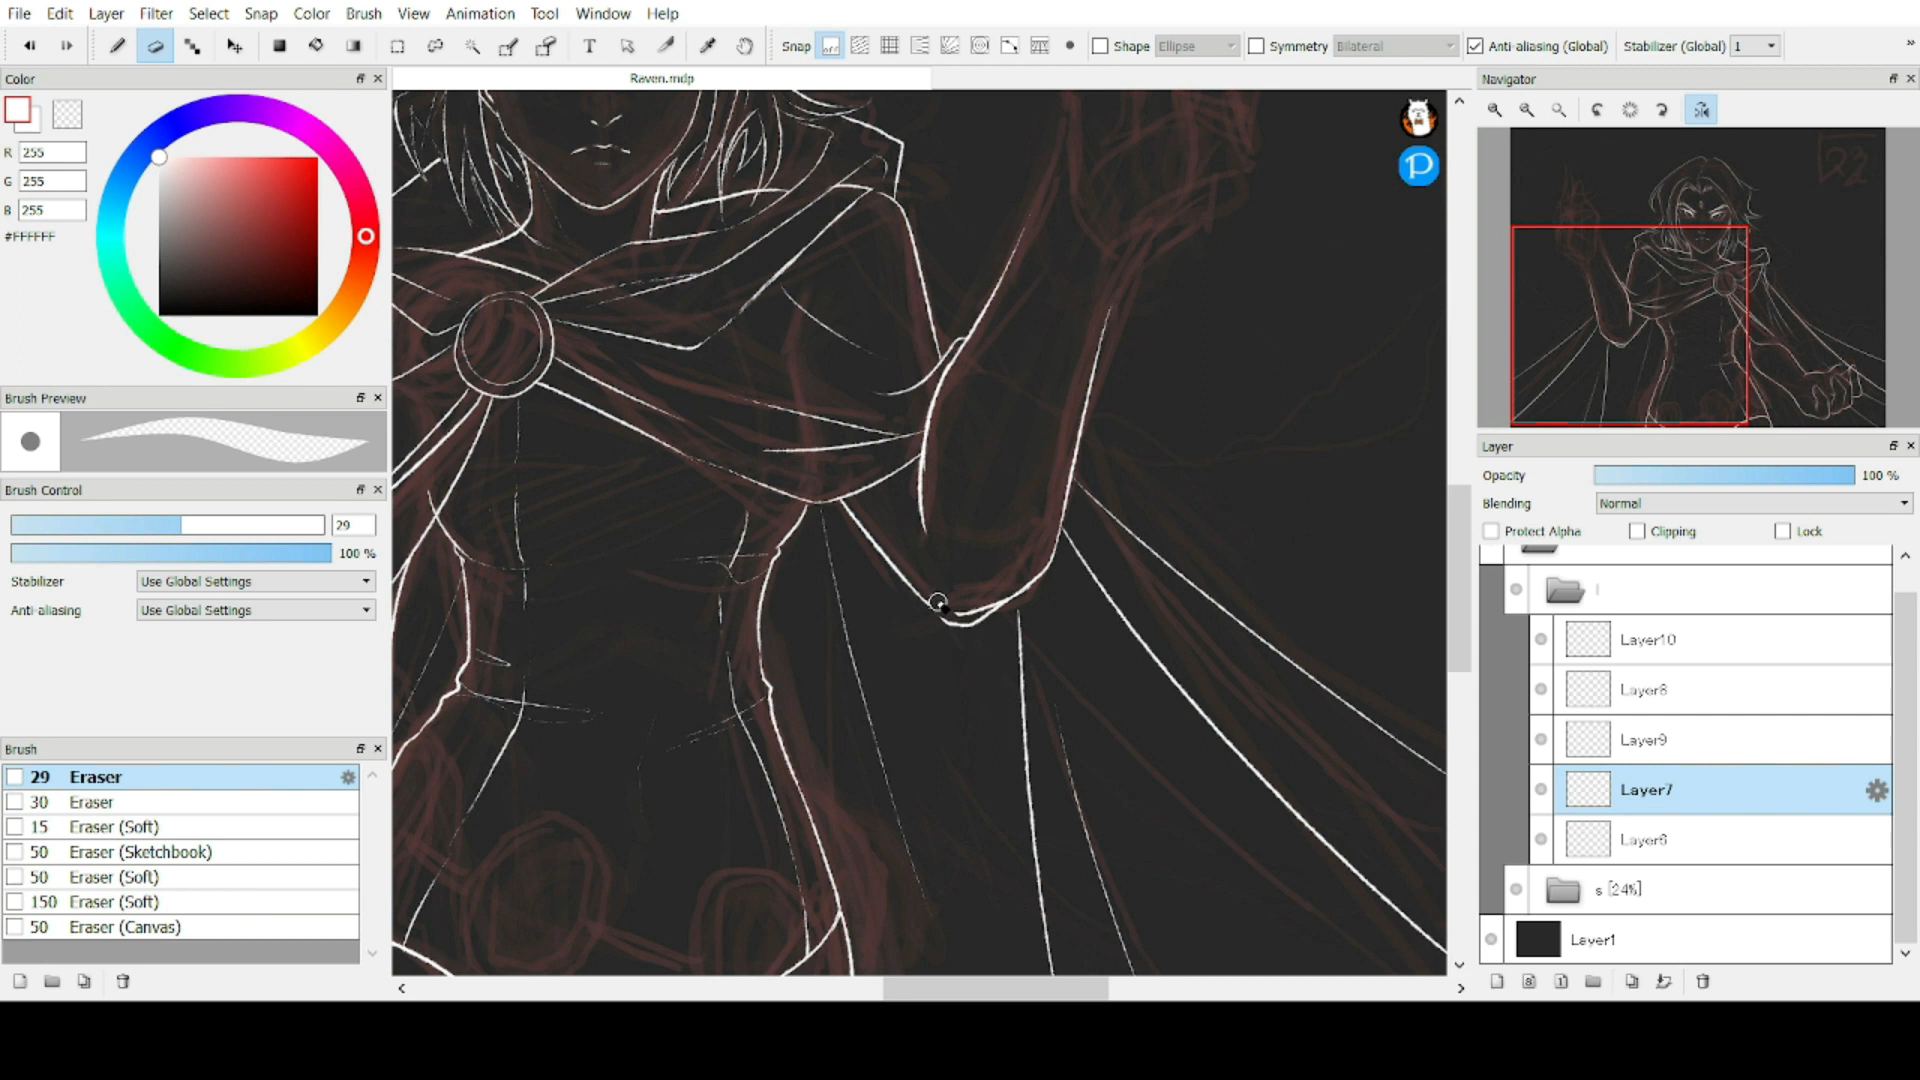 File Edit Layer Filter Select Snap Color Brush View Animation Tool Window Help
Snap off Shape Ellipse Symmetry Bilateral Anti-aliasing (Global) Stabilizer (Global) 1
Color
R 255
G 255
B 255
#FFFFFF
Brush Preview
Brush Control
29
100 %
Stabilizer Use Global Settings
Anti-aliasing Use Global Settings
Brush
29 Eraser
30 Eraser
15 Eraser (Soft)
50 Eraser (Sketchbook)
50 Eraser (Soft)
150 Eraser (Soft)
50 Eraser (Canvas)
Raven.mdp
Navigator
Layer
Opacity 100 %
Blending Normal
Protect Alpha Clipping Lock
l
Layer10
Layer8
Layer9
Layer7
Layer6
s [24%]
Layer1